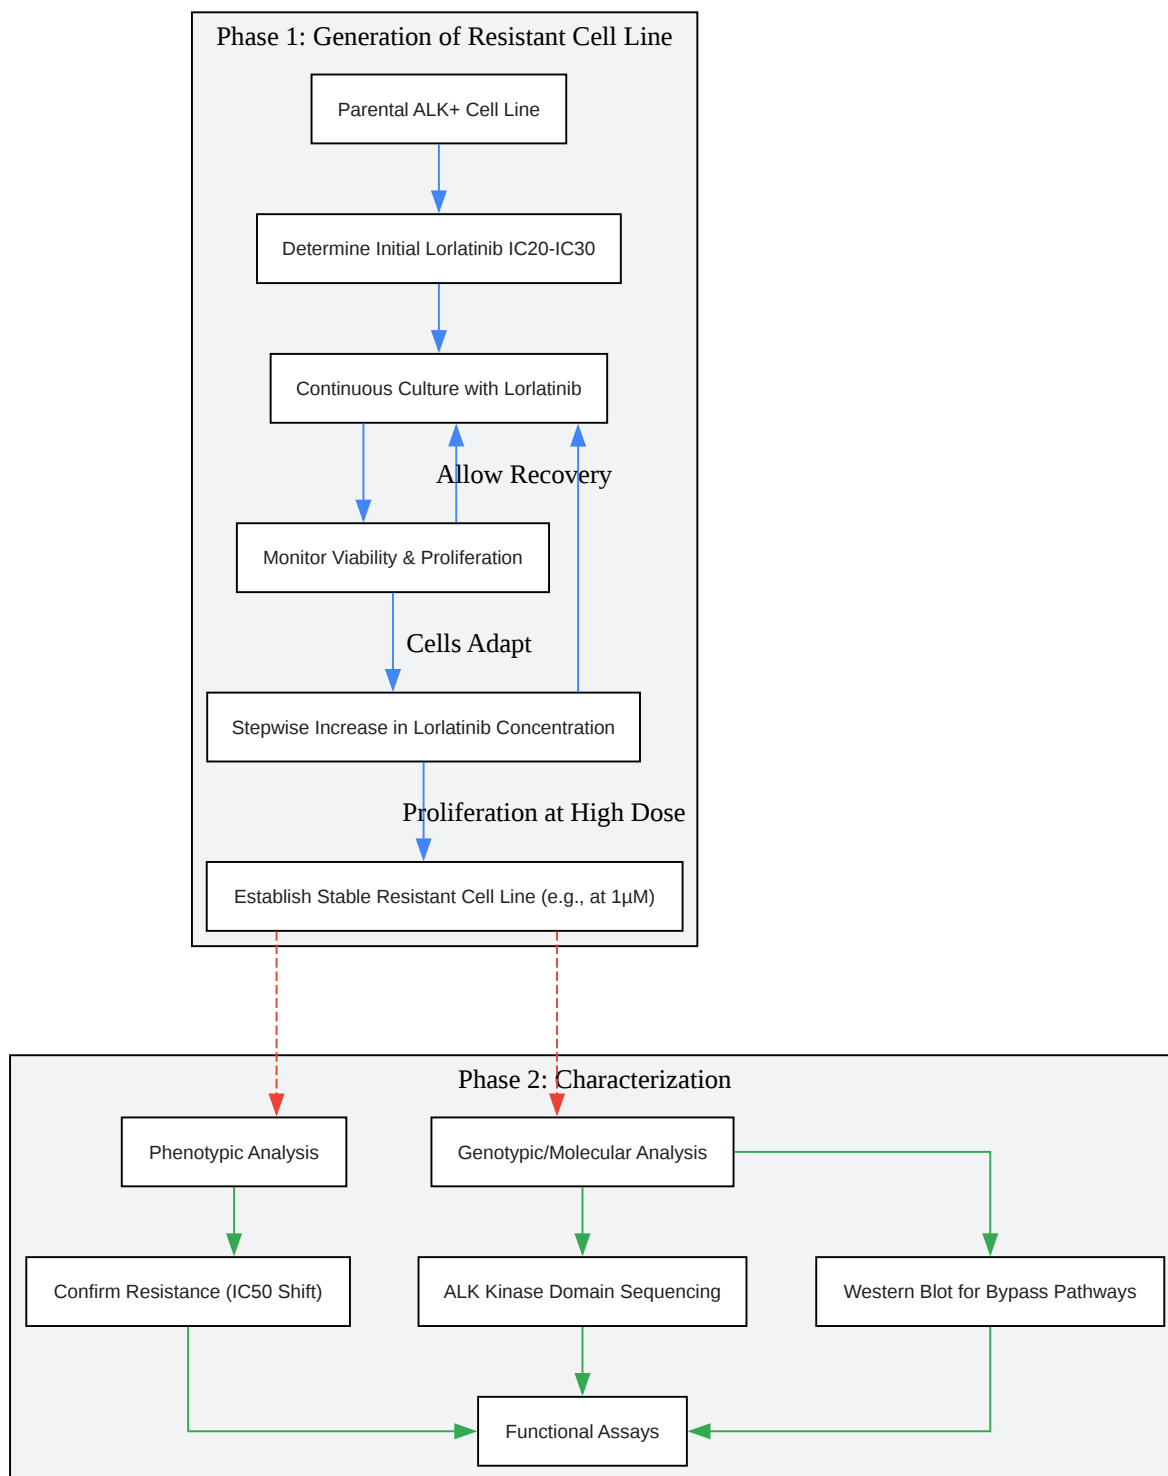 Phase 1: Generation of Resistant Cell Line
Parental ALK+ Cell Line
Determine Initial Lorlatinib IC20-IC30
Continuous Culture with Lorlatinib
Allow Recovery
Monitor Viability & Proliferation
Cells Adapt
Stepwise Increase in Lorlatinib Concentration
Proliferation at High Dose
Establish Stable Resistant Cell Line (e.g., at 1µM)
Phase 2: Characterization
Phenotypic Analysis
Genotypic/Molecular Analysis
Confirm Resistance (IC50 Shift)
ALK Kinase Domain Sequencing
Western Blot for Bypass Pathways
Functional Assays